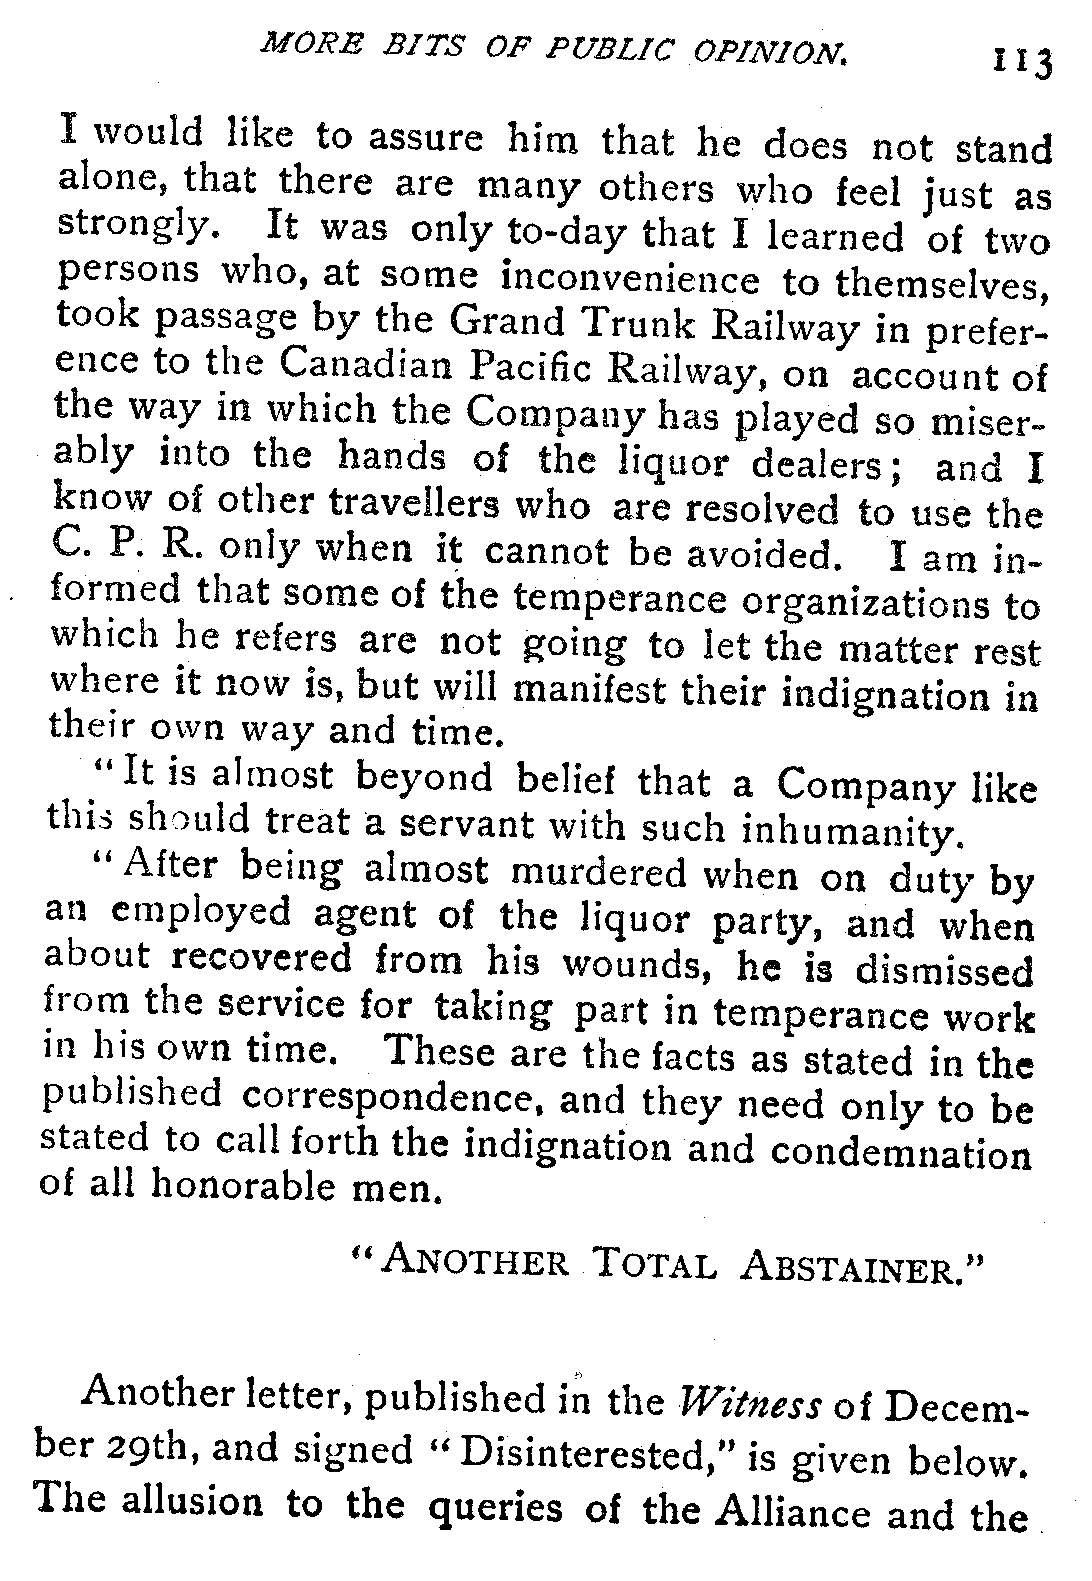 MORE BITS OF PUBLIC OPINION. 113
I would like to assure him that he does not stand
alone, that there are many others who feel just as
strongly. It was only to-day that I learned of two
persons who, at some inconvenience to themselves,
took passage by the Grand Trunk Railway in prefer-
ence to the Canadian Pacific Railway, on account of
the way in which the Company has played so miser-
ably into the hands of the liquor dealers; and I
know of other travellers who are resolved to use the
C. P. R. only when it cannot be avoided. I am in-
formed that some of the temperance organizations to
which he refers are not going to let the matter rest
where it now is, but will manifest their indignation in
their own way and time.
“It is almost beyond belief that a Company like
this should treat a servant with such inhumanity.
“After being almost murdered when on duty by
an employed agent of the liquor party, and when
about recovered from his wounds, he is dismissed
from the service for taking part in temperance work
in his own time. These are the facts as stated in the
published correspondence, and they need only to be
stated to call forth the indignation and condemnation
of all honorable men.
“ANOTHER TOTAL ABSTAINER.”
Another letter, published in the Witness of Decem-
ber 29th, and signed “Disinterested,” is given below.
The allusion to the queries of the Alliance and the